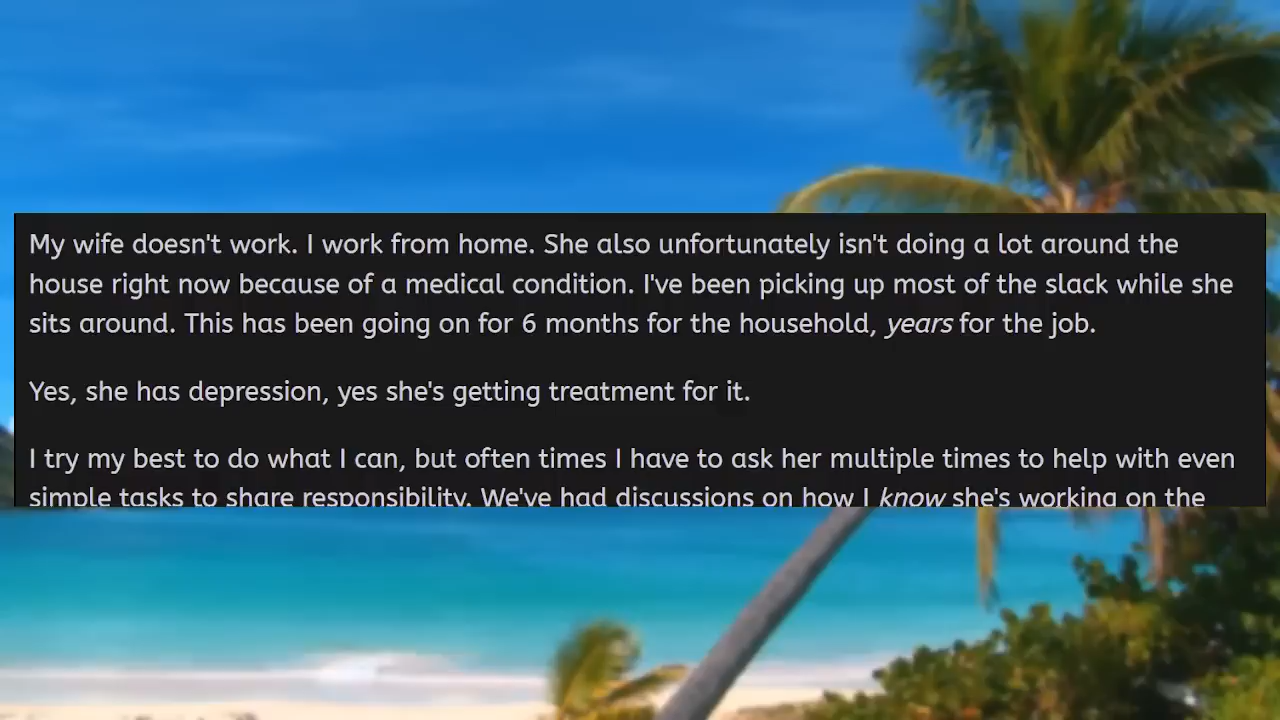 My wife doesn't work. I work from home. She also unfortunately isn't doing a lot around the
house right now because of a medical condition. I've been picking up most of the slack while she
sits around. This has been going on for 6 months for the household, years for the job.
Yes, she has depression, yes she's getting treatment for it.
I try my best to do what I can, but often times I have to ask her multiple times to help with even
simple tasks to share responsibility. We've had discussions on how I know she's working on the